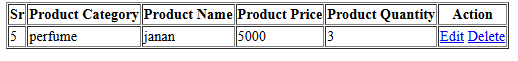 Sr Product Category Product Name Product Price Product Quantity Action
5 perfume janan 5000 3 Edit Delete